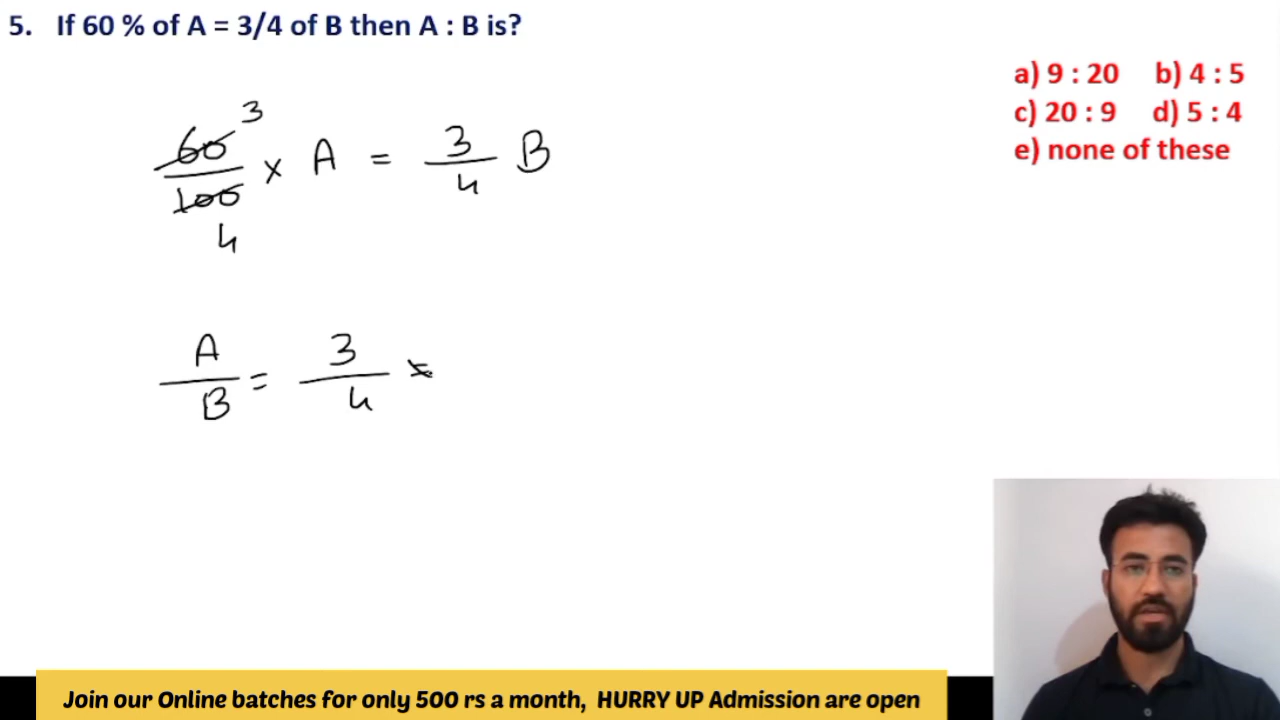 5. If 60 % of A = 3/4 of B then A : B is?
a) 9 : 20 b) 4 : 5
c) 20 : 9 d) 5 : 4
e) none of these
60/100 3 4 × A = 3/4 B
A/B = 3/4 ×
Join our Online batches for only 500 rs a month, HURRY UP Admission are open